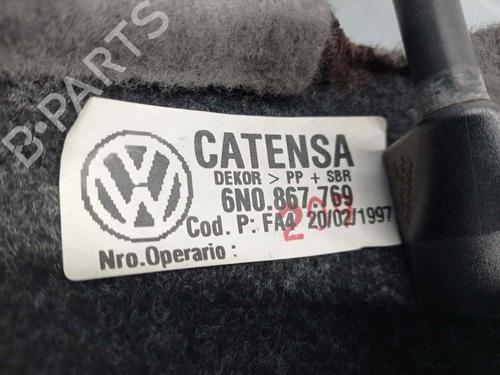 B-PARTS
CATENSA
DEKOR > PP + SBR
6N0.867.769
Cod. P: FA4 20/02/1997
Nro.Operario :